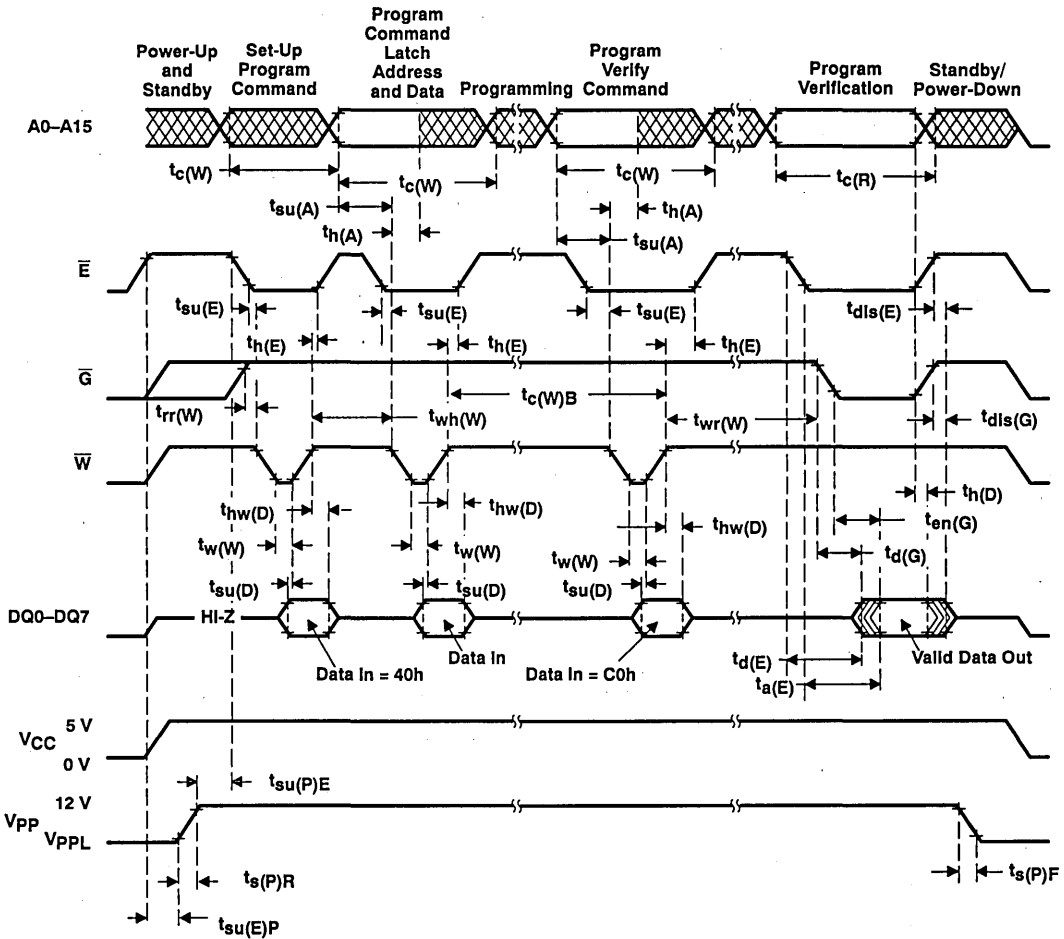 Power-Up
and
Standby
Set-Up
Program
Command
Program
Command
Latch
Address
and Data
Programming
Program
Verify
Command
Program
Verification
Standby/
Power-Down
A0–A15
tc(W)
tc(W)
tc(W)
tc(R)
tsu(A)
th(A)
th(A)
tsu(A)
E
tsu(E)
tsu(E)
tsu(E)
tdis(E)
th(E)
th(E)
th(E)
G
trr(W)
tc(W)B
twh(W)
twr(W)
tdis(G)
W
thw(D)
thw(D)
thw(D)
th(D)
ten(G)
tw(W)
tw(W)
tw(W)
td(G)
tsu(D)
tsu(D)
tsu(D)
DQ0–DQ7
HI-Z
Data In = 40h
Data In
Data In = C0h
Valid Data Out
td(E)
ta(E)
VCC
5 V
0 V
tsu(P)E
VPP
12 V
VPPL
ts(P)R
ts(P)F
tsu(E)P